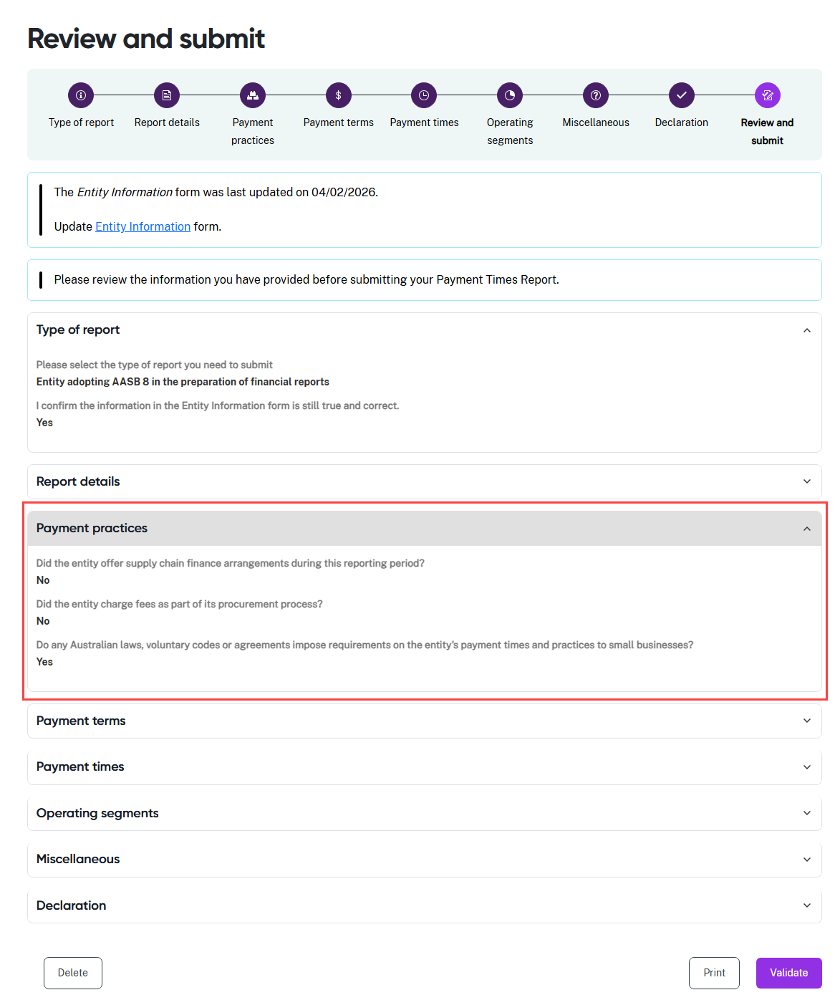 Review and submit
Type of report
Report details
Payment
practices
Payment terms
Payment times
Operating
segments
Miscellaneous
Declaration
Review and
submit
The Entity Information form was last updated on 04/02/2026.
Update Entity Information form.
Please review the information you have provided before submitting your Payment Times Report.
Type of report
Please select the type of report you need to submit
Entity adopting AASB 8 in the preparation of financial reports
I confirm the information in the Entity Information form is still true and correct.
Yes
Report details
Payment practices
Did the entity offer supply chain finance arrangements during this reporting period?
No
Did the entity charge fees as part of its procurement process?
No
Do any Australian laws, voluntary codes or agreements impose requirements on the entity's payment times and practices to small businesses?
Yes
Payment terms
Payment times
Operating segments
Miscellaneous
Declaration
Delete
Print
Validate